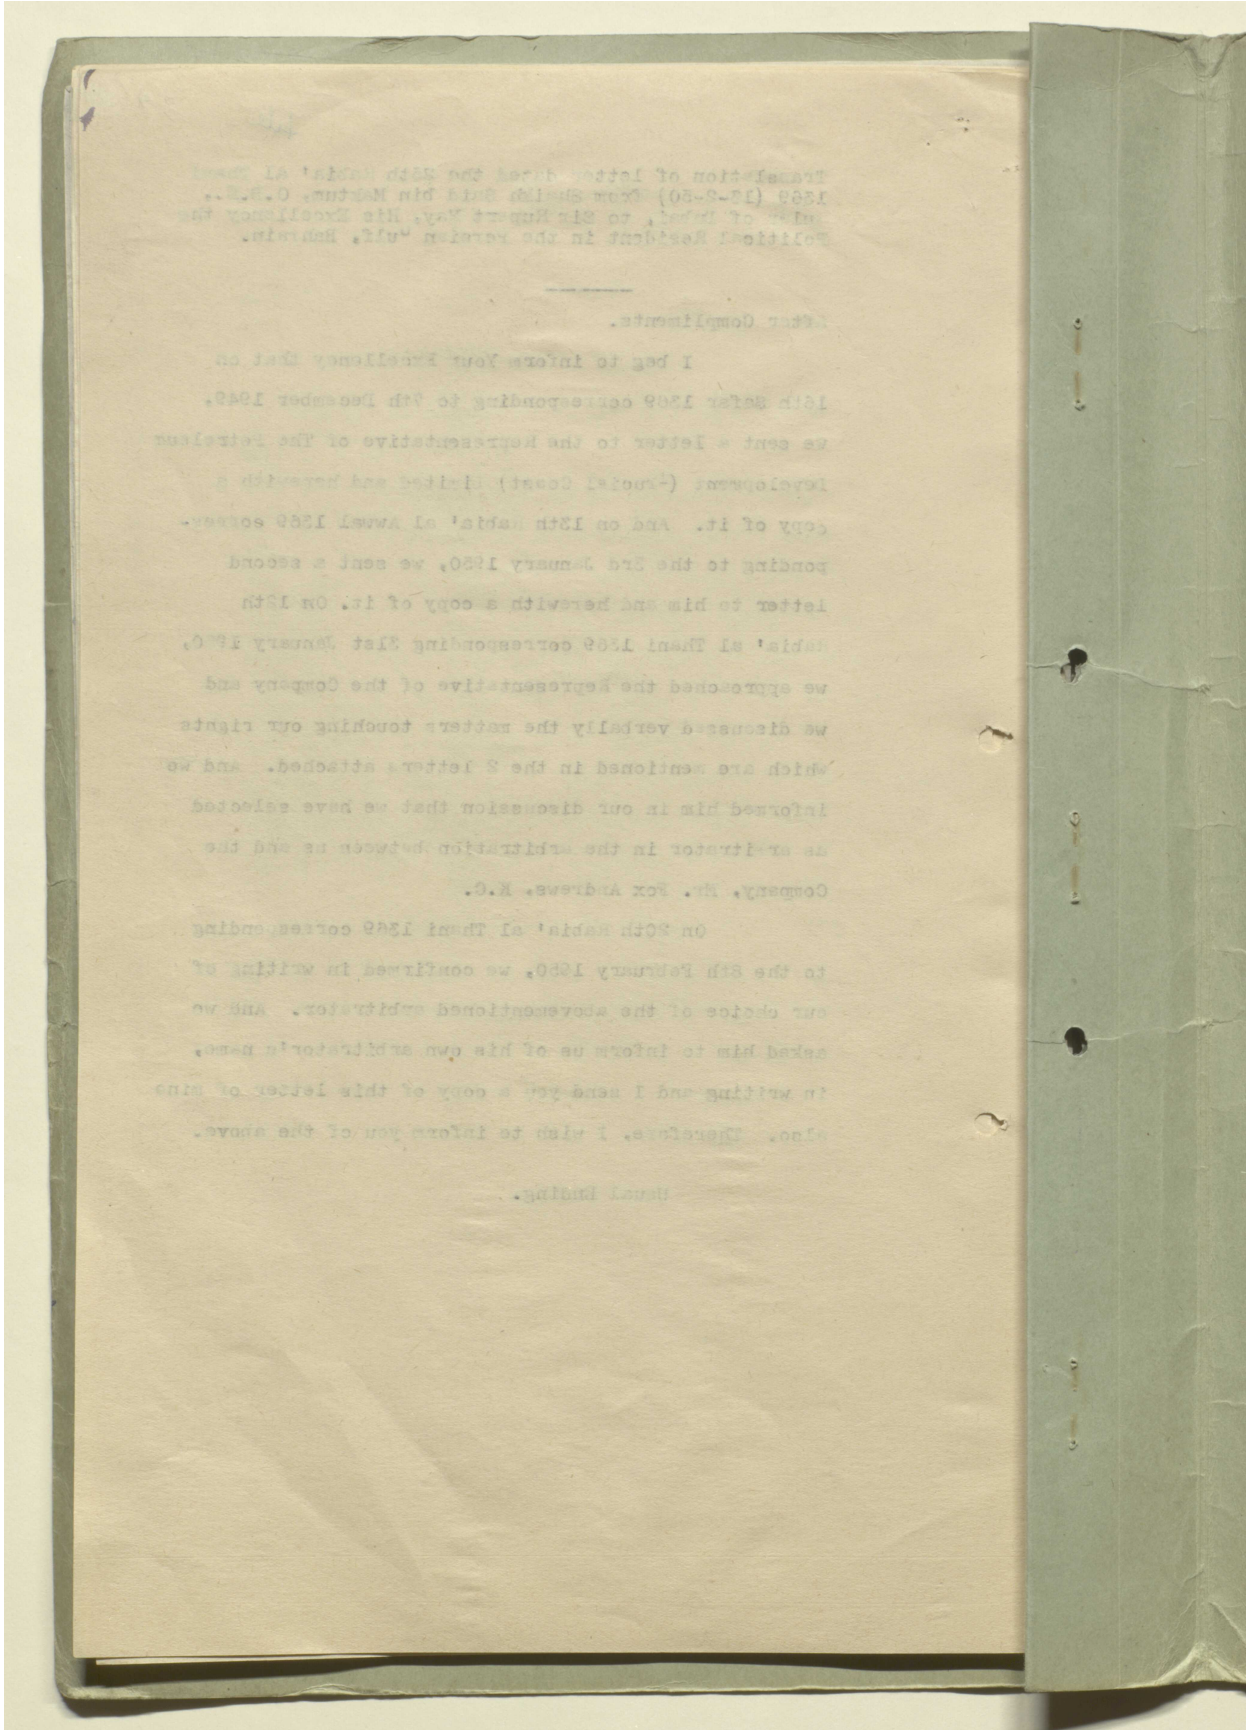 Translation of letter dated the 25th Rabia' Al Thani
1369 (13-2-50) from Sheikh Said bin Maktum, O.B.E.,
of Dubai, to Sir Rupert Hay, His Excellency the
Political Resident in the Persian Gulf, Bahrain.
After Compliments.
I beg to inform Your Excellency that on
16th Safar 1369 corresponding to 9th December 1949,
we sent a letter to the Representative of The Petroleum
Development (Trucial Coast) Limited and herewith a
copy of it. And on 13th Rabia' al Awwal 1369 corres-
ponding to the 3rd January 1950, we sent a second
letter to him and herewith a copy of it. On 12th
Rabia' al Thani 1369 corresponding 31st January 1950,
we approached the Representative of the Company and
we discussed verbally the matters touching our rights
which are mentioned in the 2 letters attached. And we
informed him in our discussion that we have selected
as arbitrator in the arbitration between us and the
Company, Mr. Fox Andrews, K.C.
On 20th Rabia' al Thani 1369 corresponding
to the 8th February 1950, we confirmed in writing of
our choice of the abovementioned arbitrator. And we
asked him to inform us of his own arbitrator's name,
in writing and I send you a copy of this letter of mine
also. Therefore, I wish to inform you of the above.
Usual Ending.